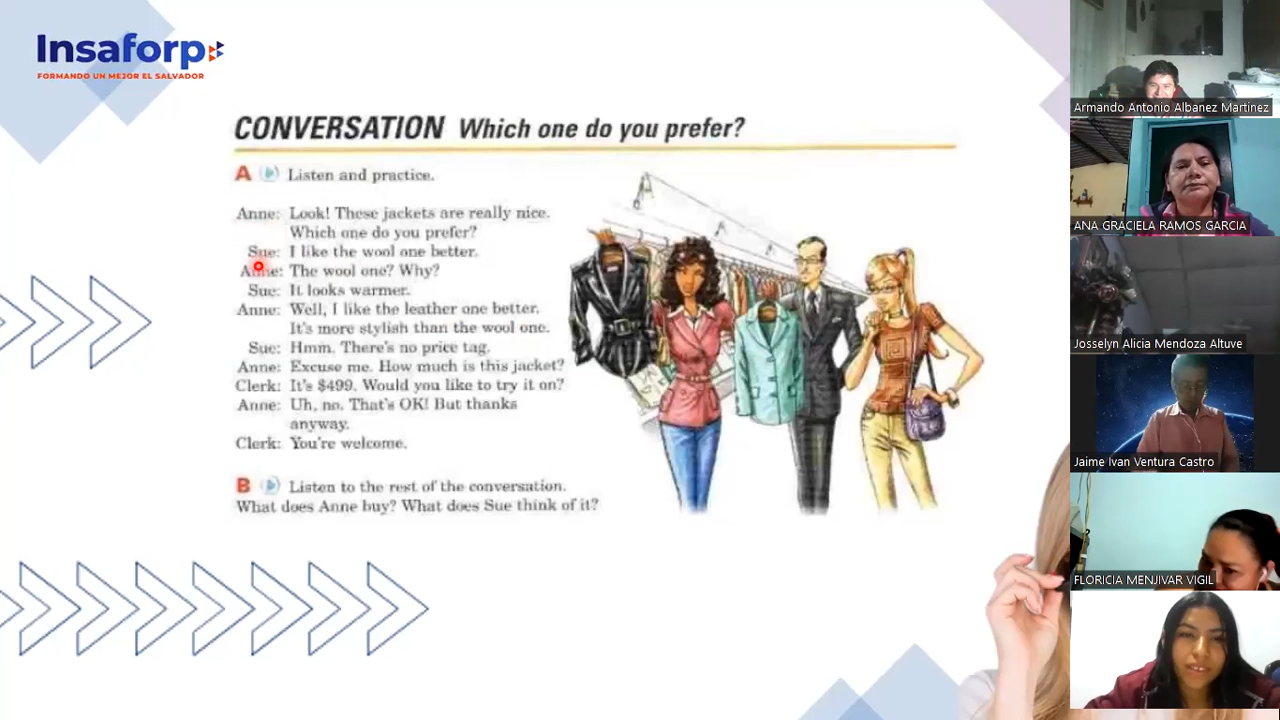 Insaforp
FORMANDO UN MEJOR EL SALVADOR
CONVERSATION Which one do you prefer?
A Listen and practice.
Anne: Look! These jackets are really nice.
Which one do you prefer?
Sue: I like the wool one better.
Anne: The wool one? Why?
Sue: It looks warmer.
Anne: Well, I like the leather one better.
It's more stylish than the wool one.
Sue: Hmm. There's no price tag.
Anne: Excuse me. How much is this jacket?
Clerk: It's $499. Would you like to try it on?
Anne: Uh, no. That's OK! But thanks
anyway.
Clerk: You're welcome.
B Listen to the rest of the conversation.
What does Anne buy? What does Sue think of it?
Armando Antonio Albanez Martinez
ANA GRACIELA RAMOS GARCIA
Josselyn Alicia Mendoza Altuve
Jaime Ivan Ventura Castro
FLORICIA MENJIVAR VIGIL